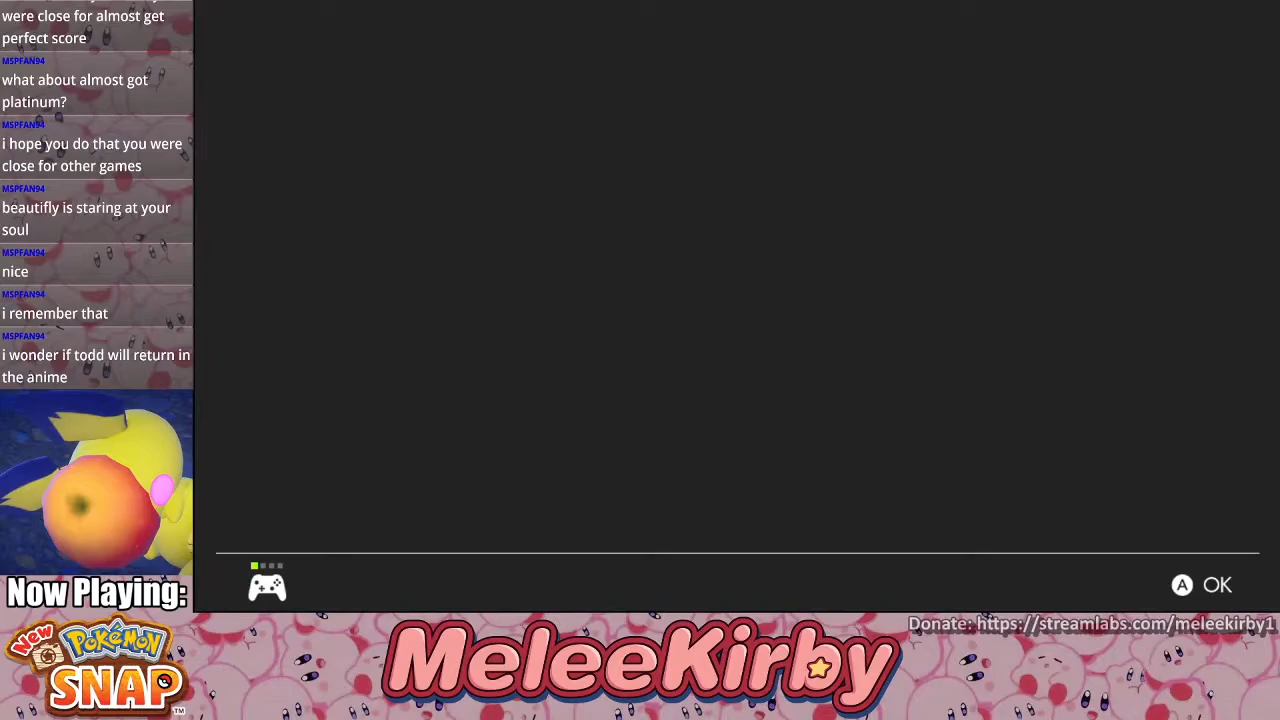 were close for almost get
perfect score
MSPFAN94
what about almost got
platinum?
MSPFAN94
i hope you do that you were
close for other games
MSPFAN94
beautifly is staring at your
soul
MSPFAN94
nice
MSPFAN94
i remember that
MSPFAN94
i wonder if todd will return in
the anime
A OK
Now Playing:
New
Pokémon
SNAP™
MeleeKirby
Donate: https://streamlabs.com/meleekirby1